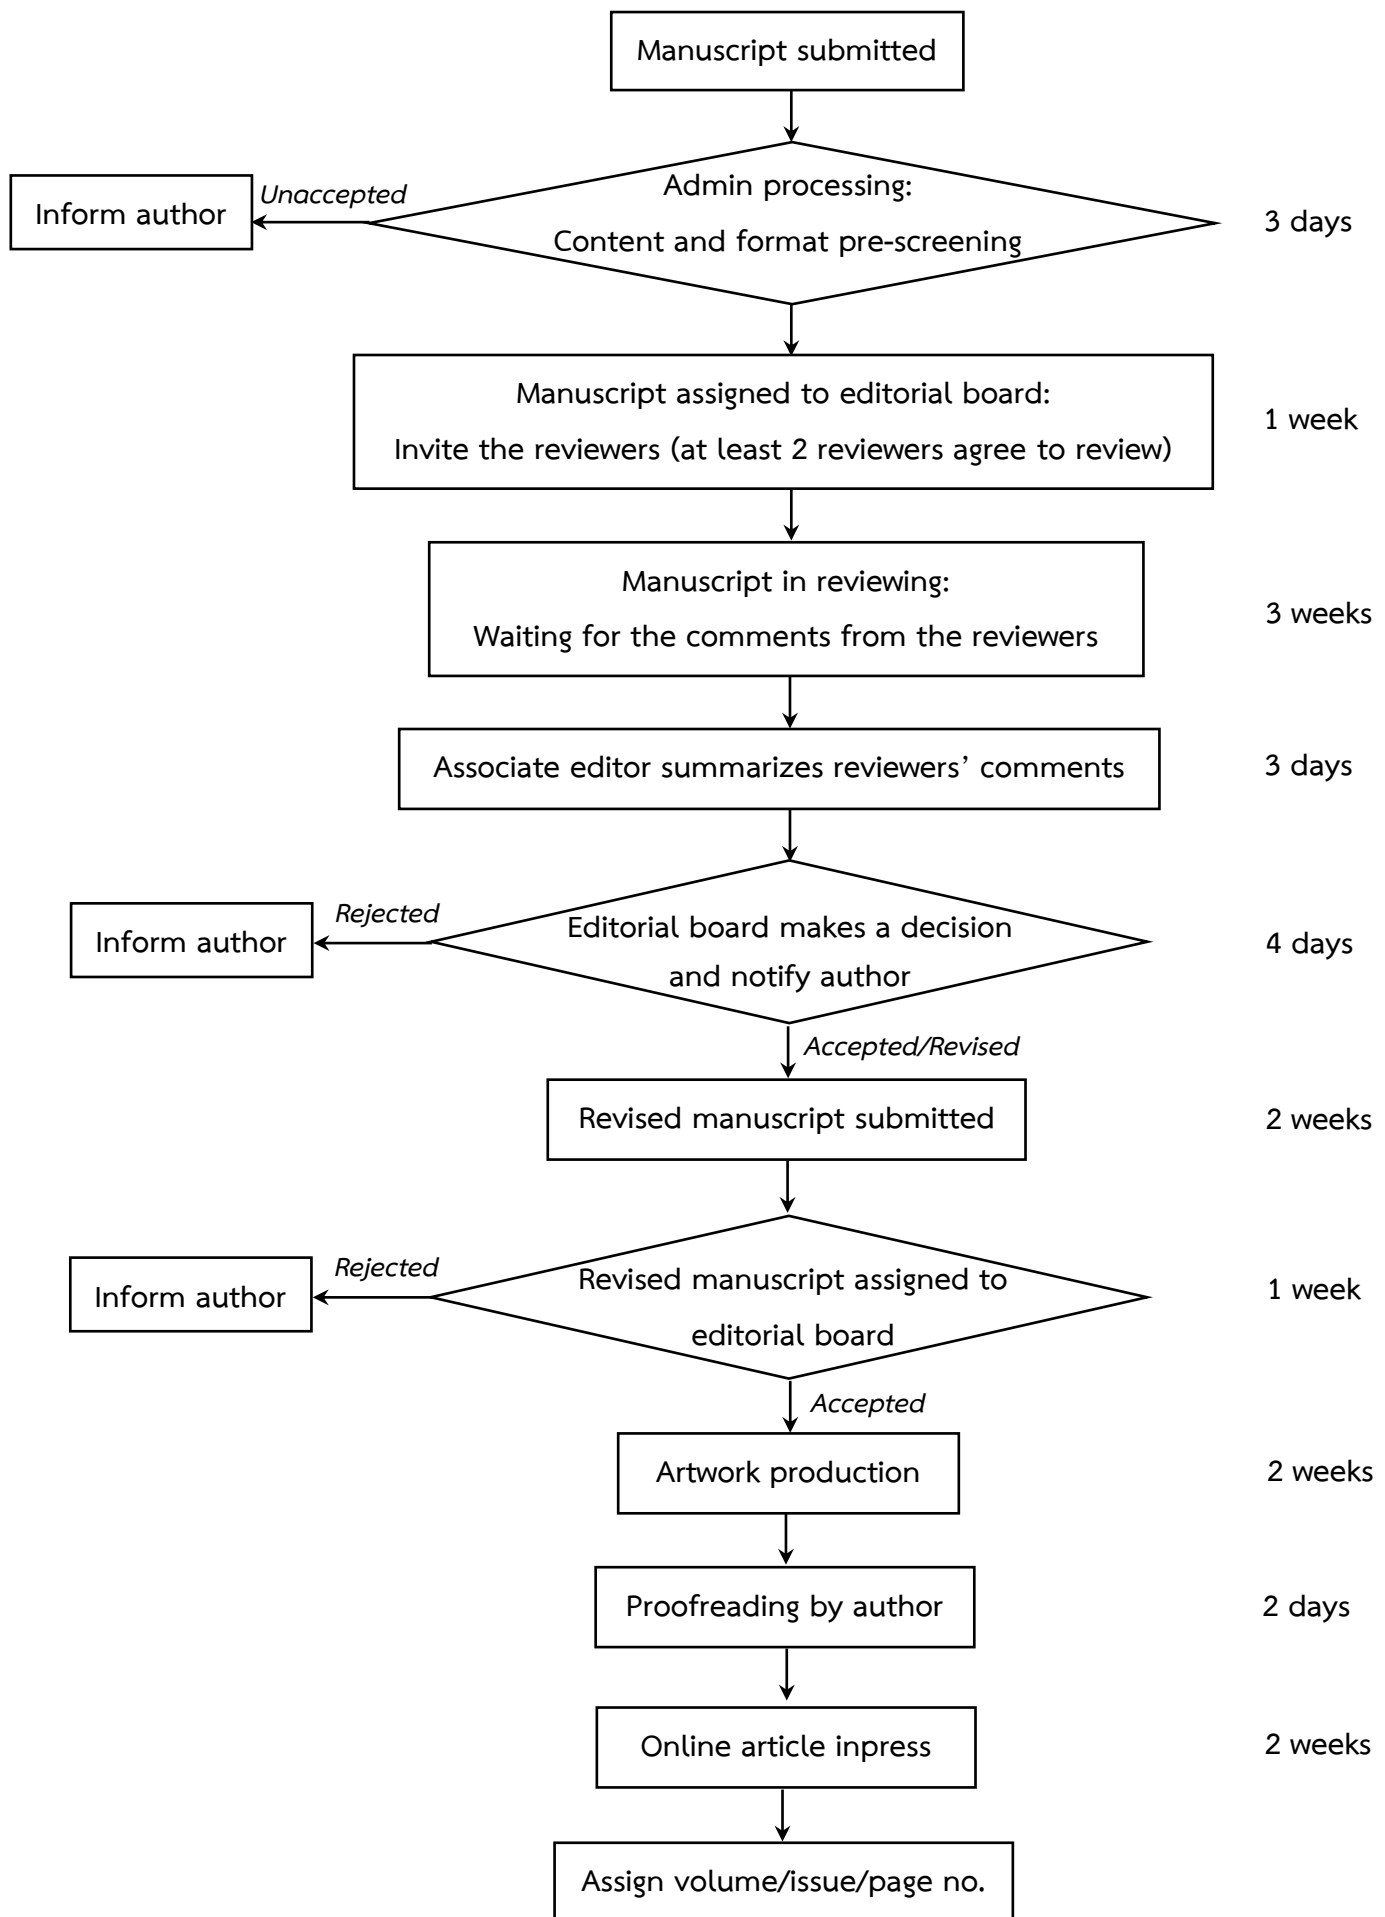 Manuscript submitted
Admin processing:
Content and format pre-screening
Unaccepted
Inform author
3 days
Manuscript assigned to editorial board:
Invite the reviewers (at least 2 reviewers agree to review)
1 week
Manuscript in reviewing:
Waiting for the comments from the reviewers
3 weeks
Associate editor summarizes reviewers’ comments
3 days
Editorial board makes a decision
and notify author
Rejected
Inform author
4 days
Accepted/Revised
Revised manuscript submitted
2 weeks
Revised manuscript assigned to
editorial board
Rejected
Inform author
1 week
Accepted
Artwork production
2 weeks
Proofreading by author
2 days
Online article inpress
2 weeks
Assign volume/issue/page no.